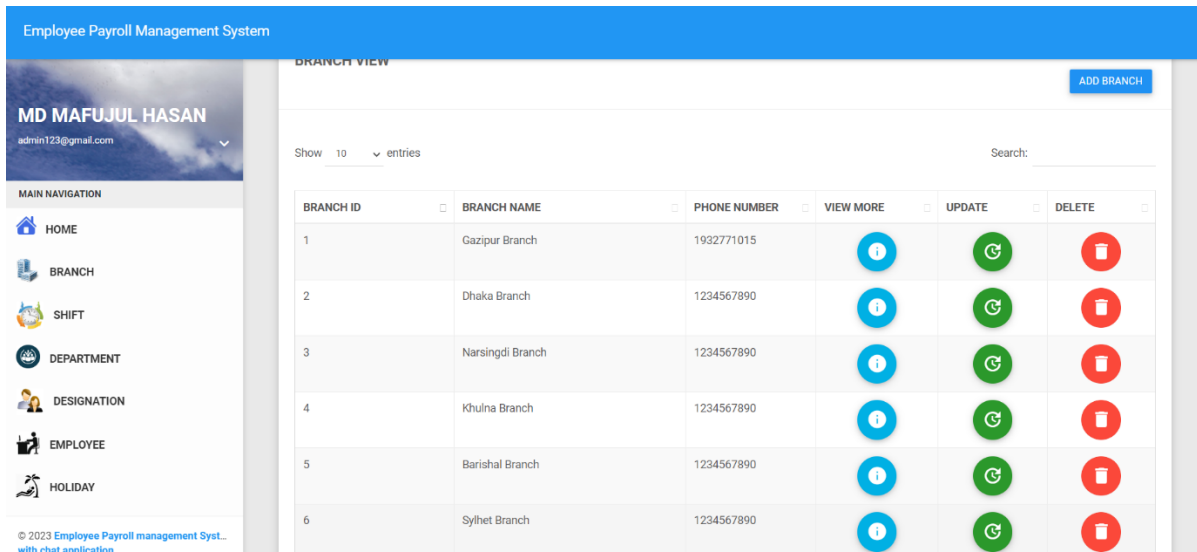 Employee Payroll Management System
MD MAFUJUL HASAN
admin123@gmail.com
MAIN NAVIGATION
HOME
BRANCH
SHIFT
DEPARTMENT
DESIGNATION
EMPLOYEE
HOLIDAY
© 2023 Employee Payroll management Syst...
with chat application
BRANCH VIEW
ADD BRANCH
Show 10 entries Search:
BRANCH ID BRANCH NAME PHONE NUMBER VIEW MORE UPDATE DELETE
1 Gazipur Branch 1932771015
2 Dhaka Branch 1234567890
3 Narsingdi Branch 1234567890
4 Khulna Branch 1234567890
5 Barishal Branch 1234567890
6 Sylhet Branch 1234567890